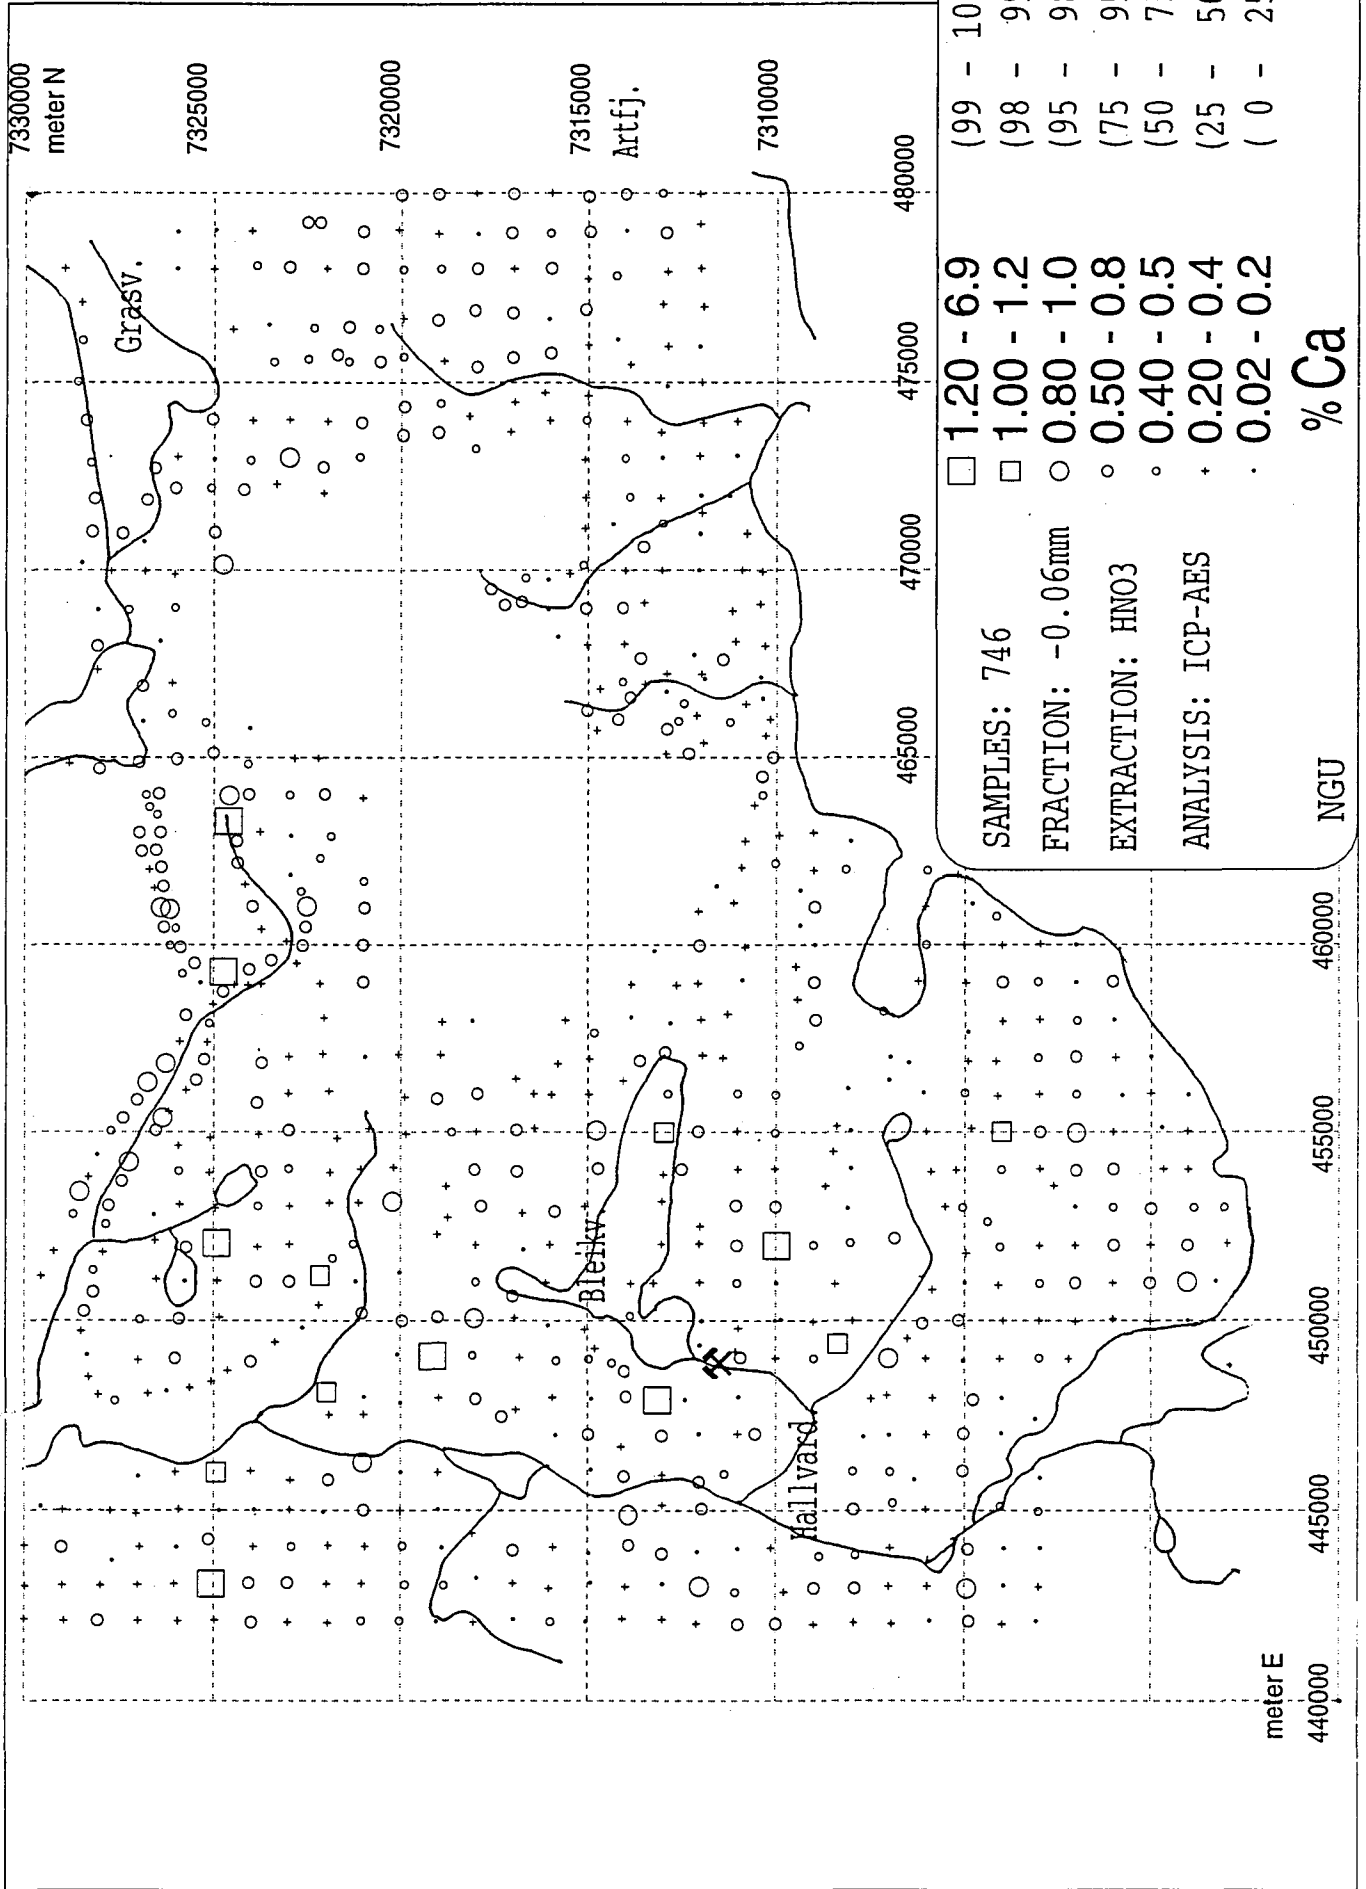 7330000
meter N
7325000
7320000
7315000
7310000
Grasv.
Artfj.
Bleikv.
Hallvard
480000
475000
470000
465000
460000
455000
450000
445000
440000
meter E
1.20 - 6.9 (99 -
1.00 - 1.2 (98 -
0.80 - 1.0 (95 -
0.50 - 0.8 (75 -
0.40 - 0.5 (50 -
0.20 - 0.4 (25 -
0.02 - 0.2 ( 0 -
% Ca
SAMPLES: 746
FRACTION: -0.06mm
EXTRACTION: HNO3
ANALYSIS: ICP-AES
NGU